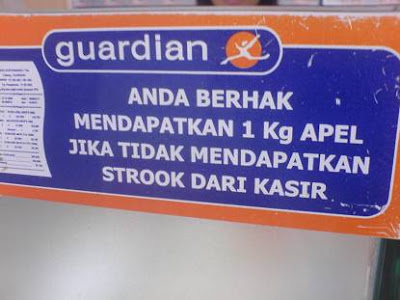 guardian
ANDA BERHAK
MENDAPATKAN 1 Kg APEL
JIKA TIDAK MENDAPATKAN
STROOK DARI KASIR